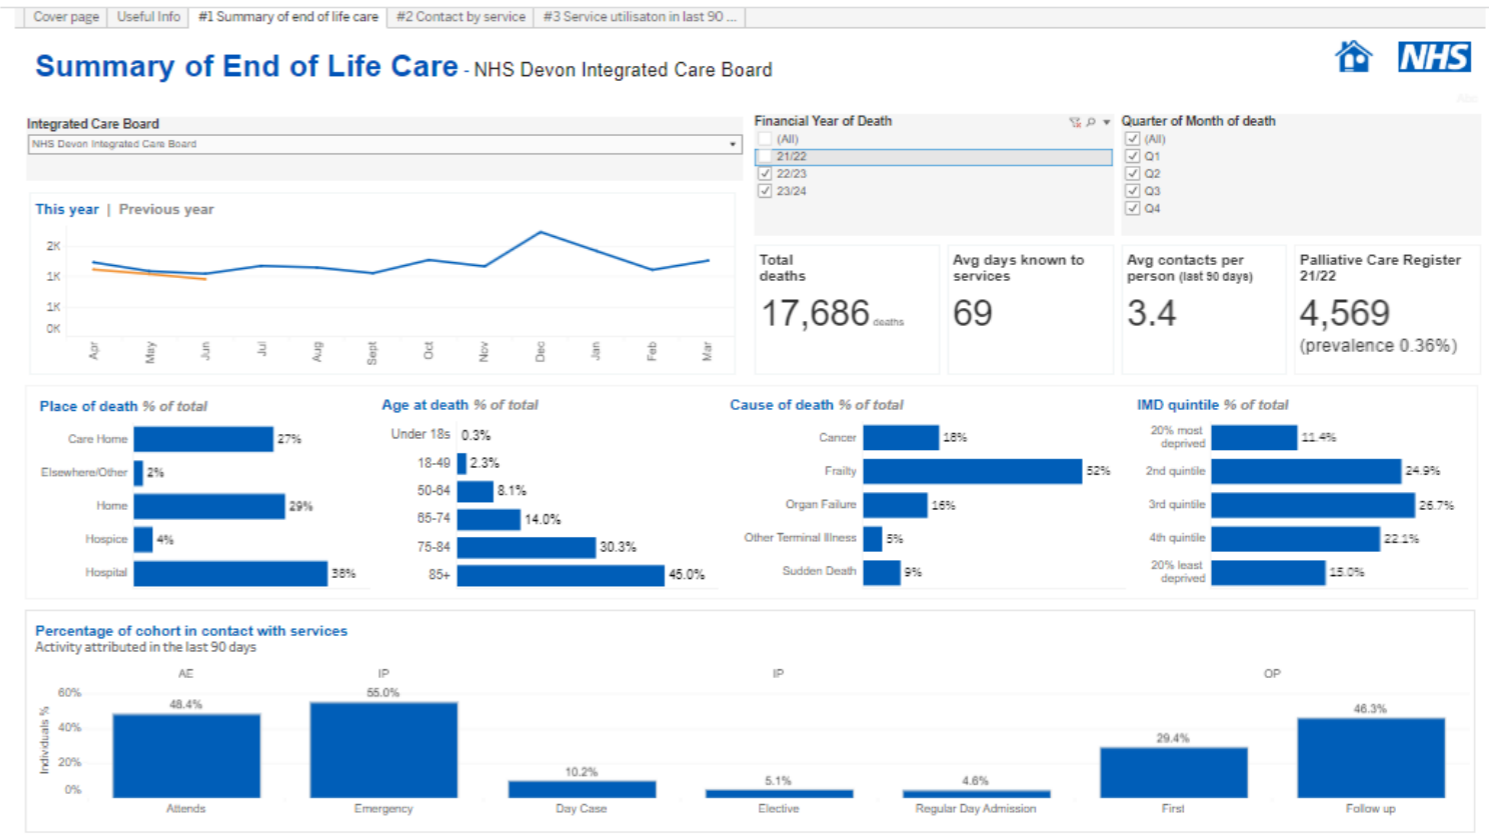 Cover page
Useful Info
#1 Summary of end of life care
#2 Contact by service
#3 Service utilisaton in last 90 ...
Summary of End of Life Care - NHS Devon Integrated Care Board
NHS
Integrated Care Board
NHS Devon Integrated Care Board
Financial Year of Death
(All)
21/22
22/23
23/24
Quarter of Month of death
(All)
Q1
Q2
Q3
Q4
This year | Previous year
2K
1K
1K
0K
Apr
May
Jun
Jul
Aug
Sept
Oct
Nov
Dec
Jan
Feb
Mar
Total
deaths
17,686 deaths
Avg days known to
services
69
Avg contacts per
person (last 90 days)
3.4
Palliative Care Register
21/22
4,569
(prevalence 0.36%)
Place of death % of total
Care Home 27%
Elsewhere/Other 2%
Home 29%
Hospice 4%
Hospital 38%
Age at death % of total
Under 18s 0.3%
18-49 2.3%
50-64 8.1%
65-74 14.0%
75-84 30.3%
85+ 45.0%
Cause of death % of total
Cancer 18%
Frailty 52%
Organ Failure 16%
Other Terminal Illness 5%
Sudden Death 9%
IMD quintile % of total
20% most
deprived 11.4%
2nd quintile 24.9%
3rd quintile 26.7%
4th quintile 22.1%
20% least
deprived 15.0%
Percentage of cohort in contact with services
Activity attributed in the last 90 days
AE
IP
IP
OP
Individuals %
60%
40%
20%
0%
48.4%
55.0%
10.2%
5.1%
4.6%
29.4%
46.3%
Attends
Emergency
Day Case
Elective
Regular Day Admission
First
Follow up